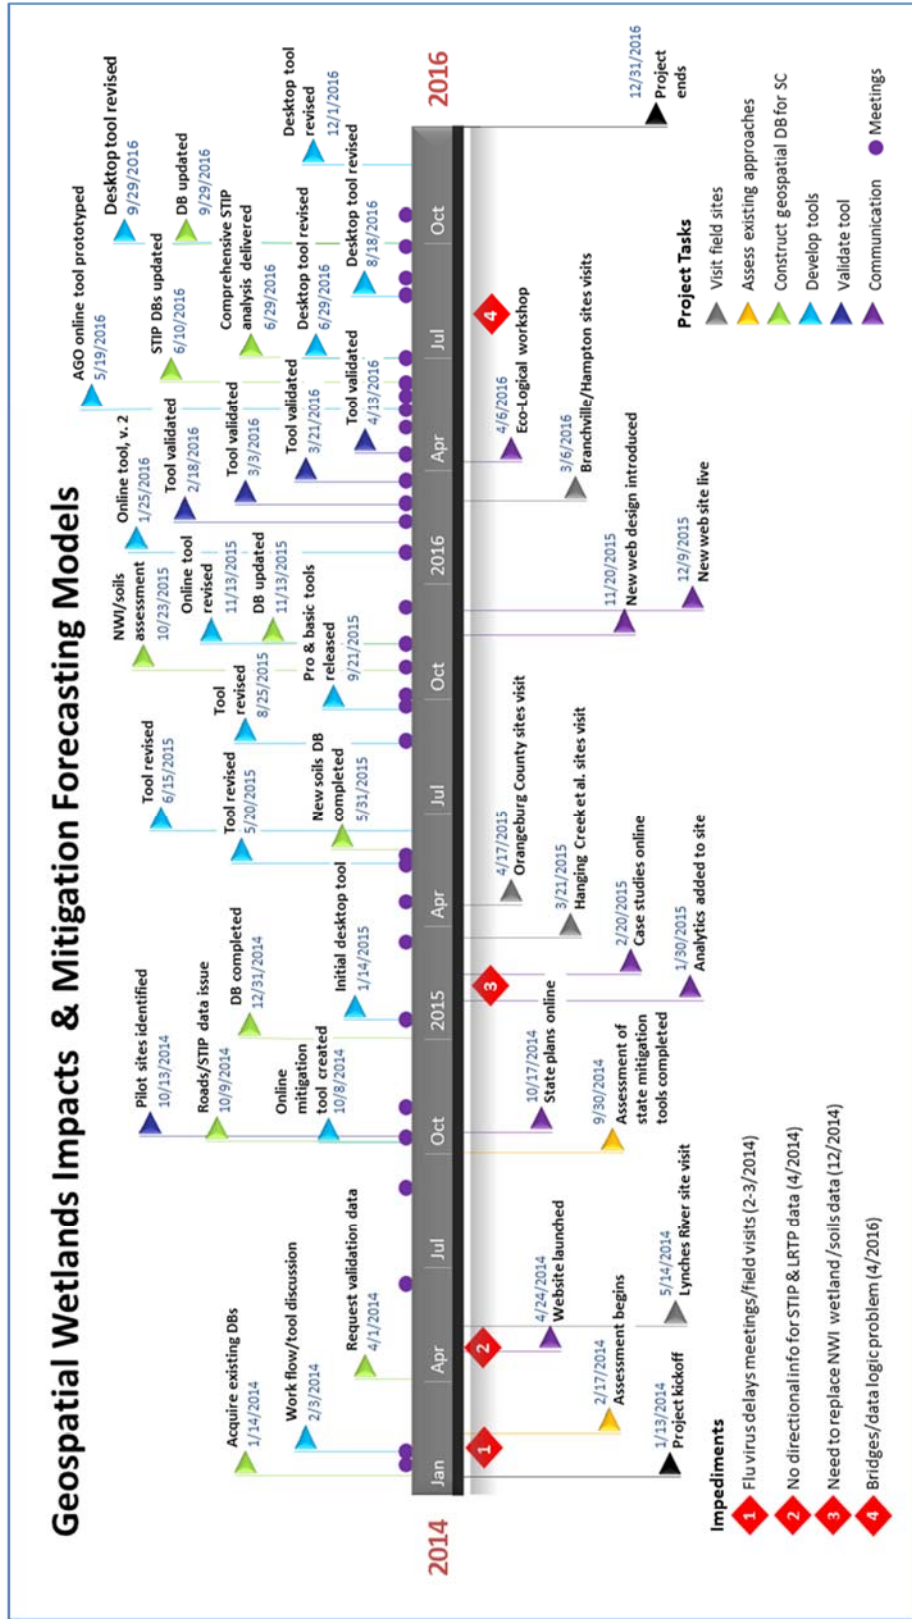 Geospatial Wetlands Impacts & Mitigation Forecasting Models
Acquire existing DBs
1/14/2014
Work flow/tool discussion
2/3/2014
Request validation data
4/1/2014
Pilot sites identified
10/13/2014
Roads/STIP data issue
10/9/2014
Online
mitigation
tool created
10/8/2014
DB completed
12/31/2014
Initial desktop tool
1/14/2015
Tool revised
6/15/2015
Tool revised
5/20/2015
New soils DB
completed
5/31/2015
Tool
revised
8/25/2015
Pro & basic tools
released
9/21/2015
NWI/soils
assessment
10/23/2015
Online tool
revised
11/13/2015
DB updated
11/13/2015
Online tool, v. 2
1/25/2016
Tool validated
2/18/2016
Tool validated
3/3/2016
Tool validated
3/21/2016
Tool validated
4/13/2016
AGO online tool prototyped
5/19/2016
STIP DBs updated
6/10/2016
Comprehensive STIP
analysis delivered
6/29/2016
Desktop tool revised
6/29/2016
Desktop tool revised
8/18/2016
Desktop tool revised
9/29/2016
DB updated
9/29/2016
Desktop tool
revised
12/1/2016
2014
Jan
Apr
Jul
Oct
2015
Apr
Jul
Oct
2016
Apr
Jul
Oct
2016
1
2
3
4
1/13/2014
Project kickoff
2/17/2014
Assessment begins
4/24/2014
Website launched
5/14/2014
Lynches River site visit
9/30/2014
Assessment of
state mitigation
tools completed
10/17/2014
State plans online
1/30/2015
Analytics added to site
2/20/2015
Case studies online
3/21/2015
Hanging Creek et al. sites visit
4/17/2015
Orangeburg County sites visit
11/20/2015
New web design introduced
12/9/2015
New web site live
3/6/2016
Branchville/Hampton sites visits
4/6/2016
Eco-Logical workshop
12/31/2016
Project
ends
Impediments
1 Flu virus delays meetings/field visits (2-3/2014)
2 No directional info for STIP & LRTP data (4/2014)
3 Need to replace NWI wetland/soils data (12/2014)
4 Bridges/data logic problem (4/2016)
Project Tasks
Visit field sites
Assess existing approaches
Construct geospatial DB for SC
Develop tools
Validate tool
Communication
Meetings